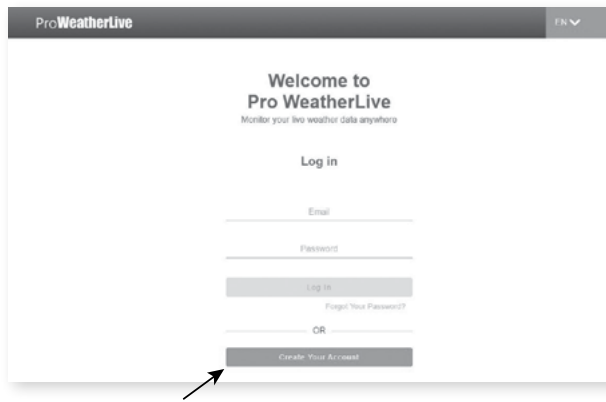 ProWeatherLive
EN
Welcome to
Pro WeatherLive
Monitor your live weather data anywhere
Log in
Email
Password
Log in
Forgot Your Password?
OR
Create Your Account